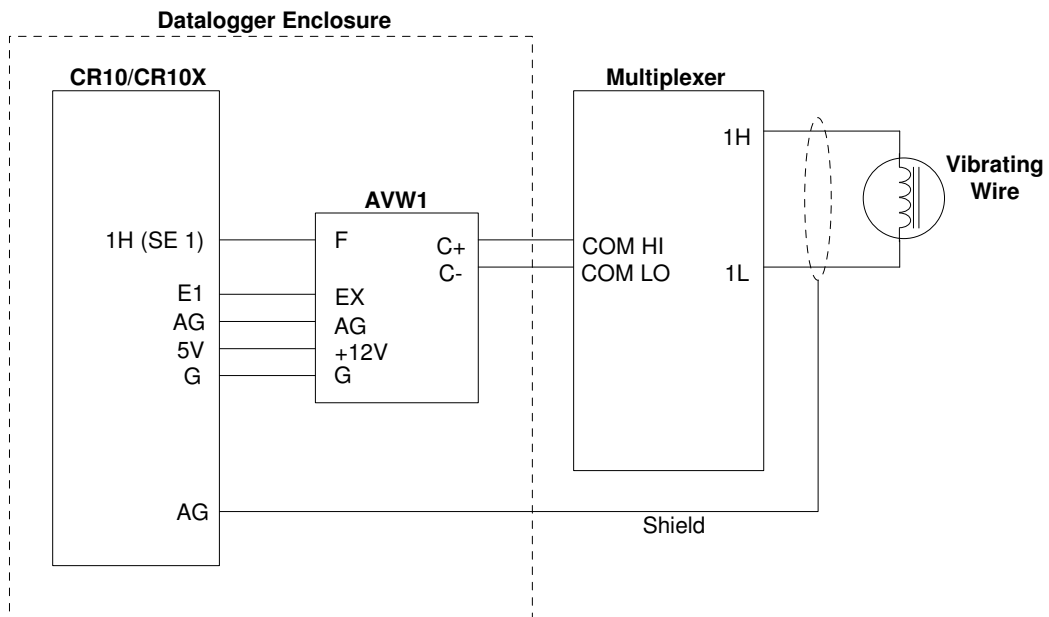 Datalogger Enclosure
CR10/CR10X
Multiplexer
1H
Vibrating
Wire
AVW1
1H (SE 1)
F
C+
COM HI
C-
COM LO
1L
E1
EX
AG
AG
5V
+12V
G
G
AG
Shield